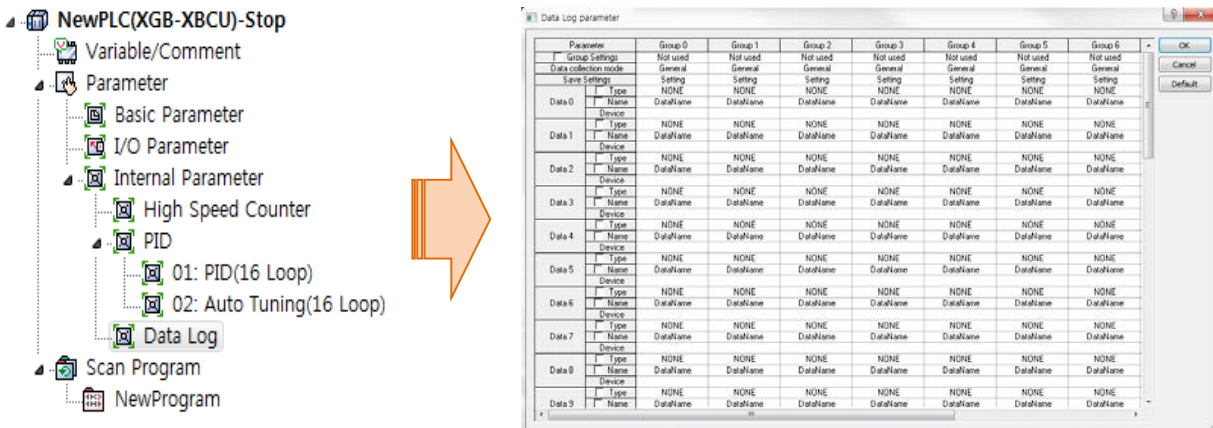 NewPLC(XGB-XBCU)-Stop
Variable/Comment
Parameter
Basic Parameter
I/O Parameter
Internal Parameter
High Speed Counter
PID
01: PID(16 Loop)
02: Auto Tuning(16 Loop)
Data Log
Scan Program
NewProgram
Data Log parameter
Parameter Group 0 Group 1 Group 2 Group 3 Group 4 Group 5 Group 6 OK
Group Settings Not used Not used Not used Not used Not used Not used Not used
Data collection mode General General General General General General General Cancel
Save Settings Setting Setting Setting Setting Setting Setting Setting Default
Type NONE NONE NONE NONE NONE NONE NONE
Data 0 Name DataName DataName DataName DataName DataName DataName DataName
Device
Type NONE NONE NONE NONE NONE NONE NONE
Data 1 Name DataName DataName DataName DataName DataName DataName DataName
Device
Type NONE NONE NONE NONE NONE NONE NONE
Data 2 Name DataName DataName DataName DataName DataName DataName DataName
Device
Type NONE NONE NONE NONE NONE NONE NONE
Data 3 Name DataName DataName DataName DataName DataName DataName DataName
Device
Type NONE NONE NONE NONE NONE NONE NONE
Data 4 Name DataName DataName DataName DataName DataName DataName DataName
Device
Type NONE NONE NONE NONE NONE NONE NONE
Data 5 Name DataName DataName DataName DataName DataName DataName DataName
Device
Type NONE NONE NONE NONE NONE NONE NONE
Data 6 Name DataName DataName DataName DataName DataName DataName DataName
Device
Type NONE NONE NONE NONE NONE NONE NONE
Data 7 Name DataName DataName DataName DataName DataName DataName DataName
Device
Type NONE NONE NONE NONE NONE NONE NONE
Data 8 Name DataName DataName DataName DataName DataName DataName DataName
Device
Type NONE NONE NONE NONE NONE NONE NONE
Data 9 Name DataName DataName DataName DataName DataName DataName DataName